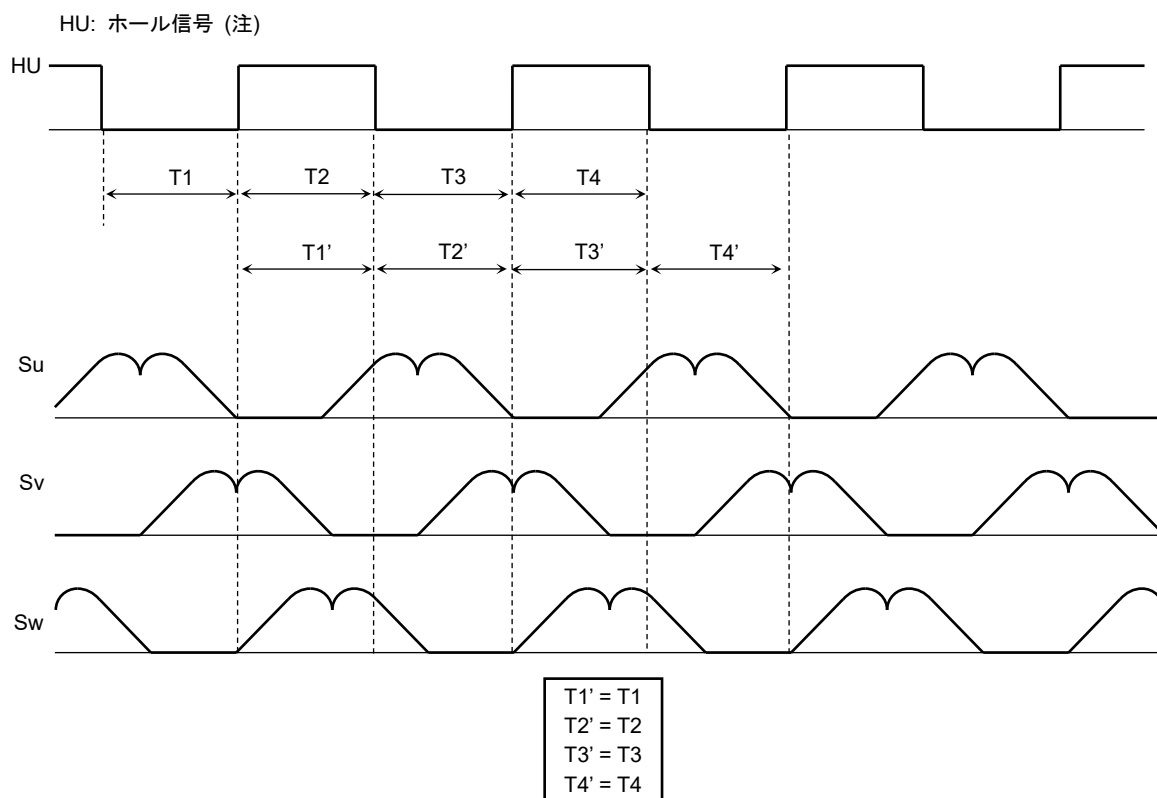 HU: ホール信号 (注)
HU
T1 T2 T3 T4
T1’ T2’ T3’ T4’
Su
Sv
Sw
T1’ = T1
T2’ = T2
T3’ = T3
T4’ = T4